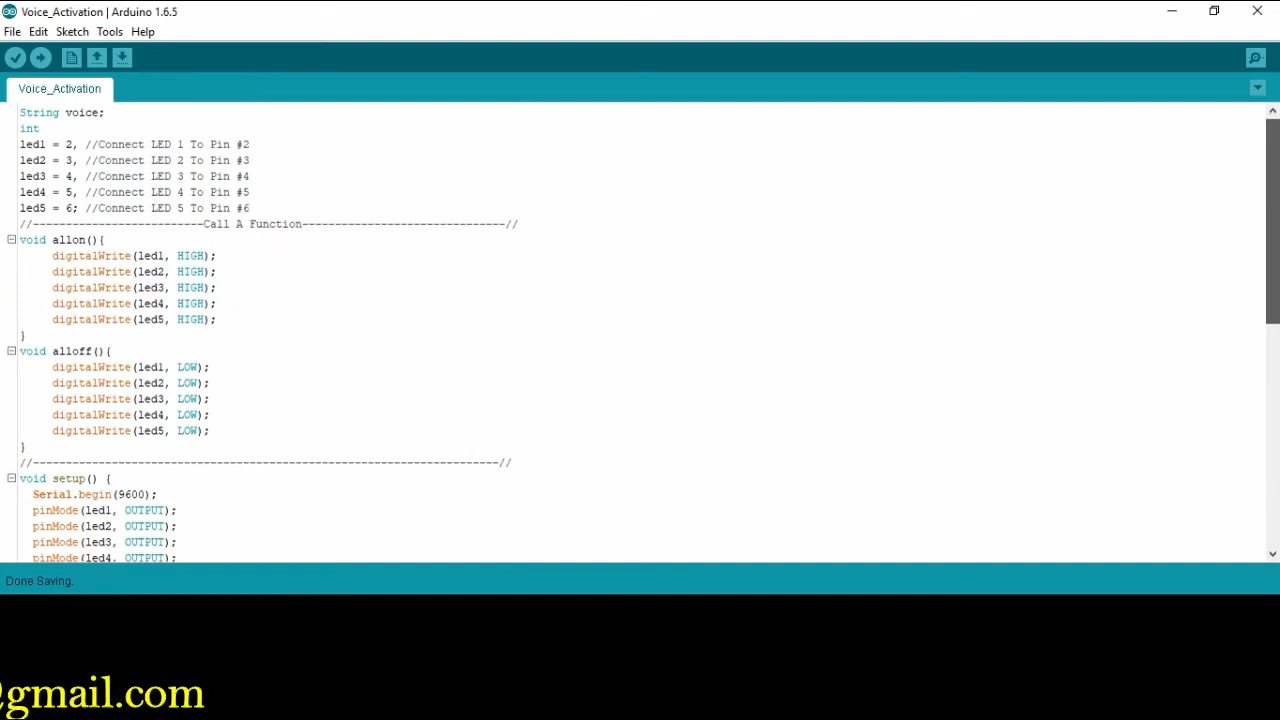 Voice_Activation | Arduino 1.6.5
File Edit Sketch Tools Help
Voice_Activation
String voice;
int
led1 = 2, //Connect LED 1 To Pin #2
led2 = 3, //Connect LED 2 To Pin #3
led3 = 4, //Connect LED 3 To Pin #4
led4 = 5, //Connect LED 4 To Pin #5
led5 = 6; //Connect LED 5 To Pin #6
//--------------------------Call A Function-------------------------------//
void allon(){
digitalWrite(led1, HIGH);
digitalWrite(led2, HIGH);
digitalWrite(led3, HIGH);
digitalWrite(led4, HIGH);
digitalWrite(led5, HIGH);
}
void alloff(){
digitalWrite(led1, LOW);
digitalWrite(led2, LOW);
digitalWrite(led3, LOW);
digitalWrite(led4, LOW);
digitalWrite(led5, LOW);
}
//-----------------------------------------------------------------------//
void setup() {
Serial.begin(9600);
pinMode(led1, OUTPUT);
pinMode(led2, OUTPUT);
pinMode(led3, OUTPUT);
pinMode(led4, OUTPUT);
Done Saving.
@gmail.com